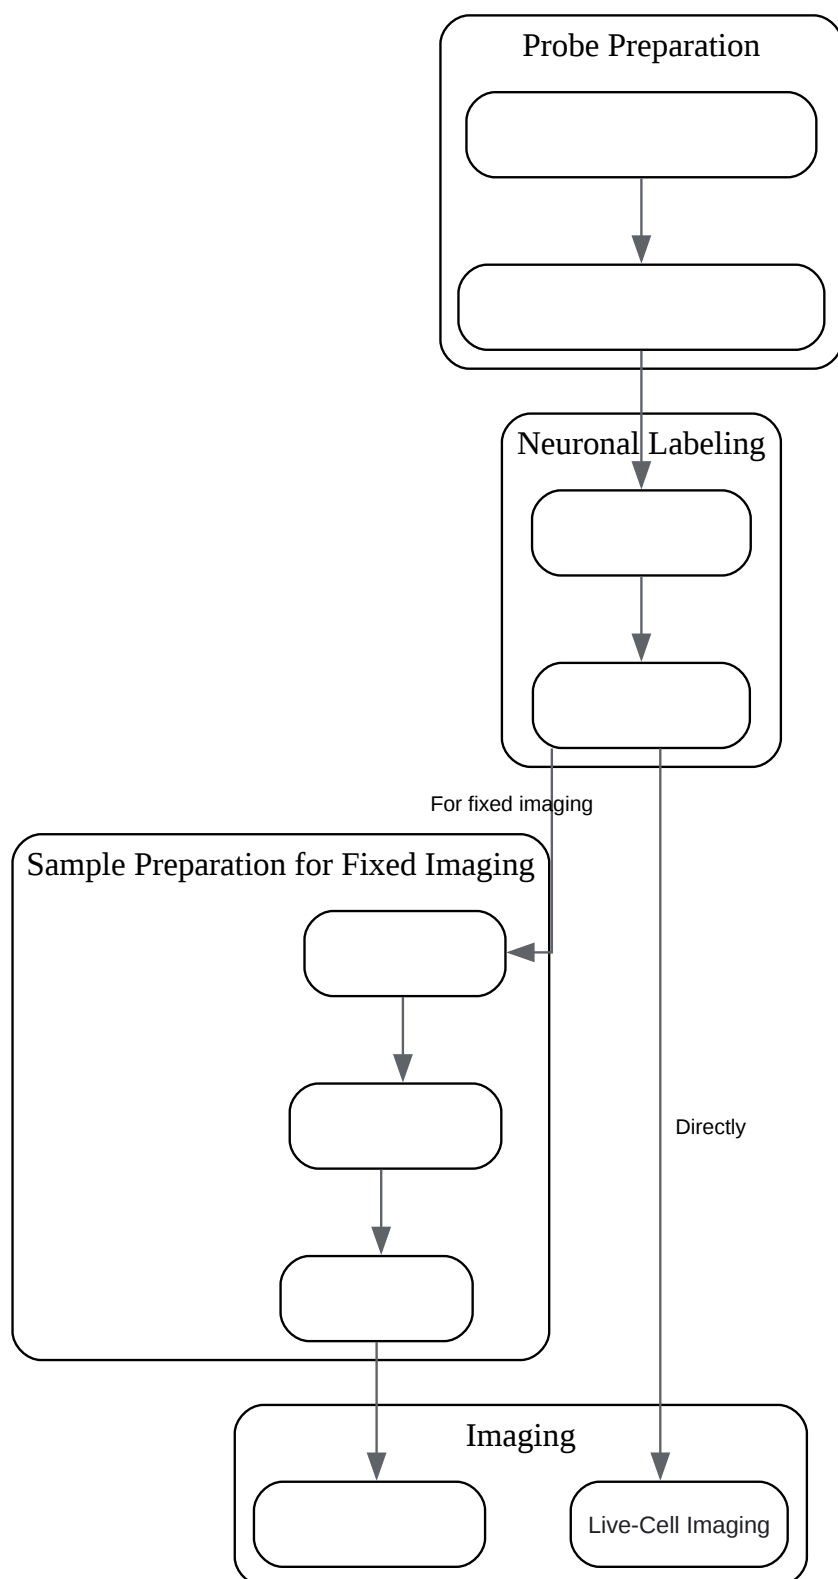 Probe Preparation
Neuronal Labeling
For fixed imaging
Sample Preparation for Fixed Imaging
Directly
Imaging
Live-Cell Imaging